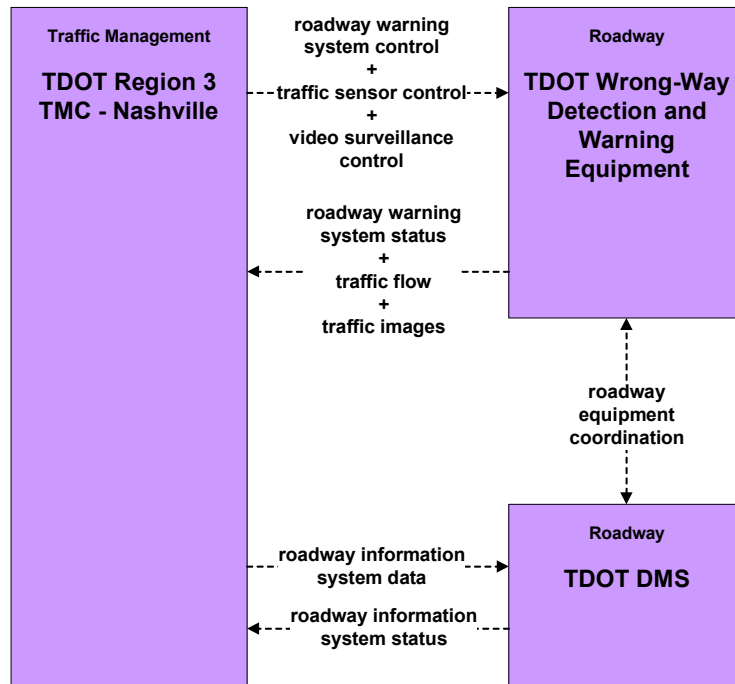 Traffic Management
TDOT Region 3
TMC - Nashville
roadway warning
system control
+
traffic sensor control
+
video surveillance
control
Roadway
TDOT Wrong-Way
Detection and
Warning
Equipment
roadway warning
system status
+
traffic flow
+
traffic images
roadway
equipment
coordination
roadway information
system data
roadway information
system status
Roadway
TDOT DMS